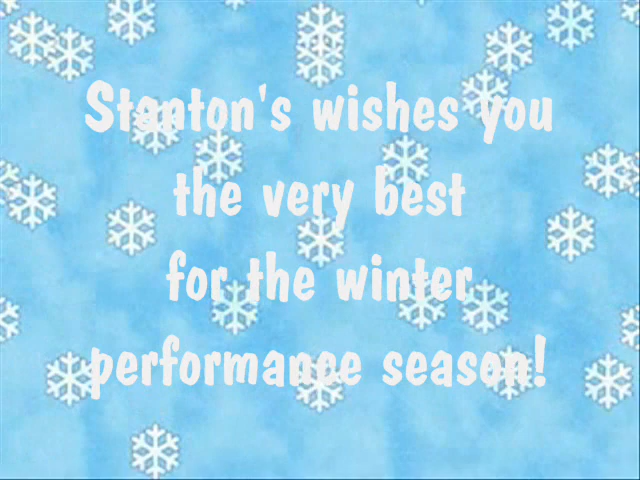 Stanton's wishes you
the very best
for the winter
performance season!